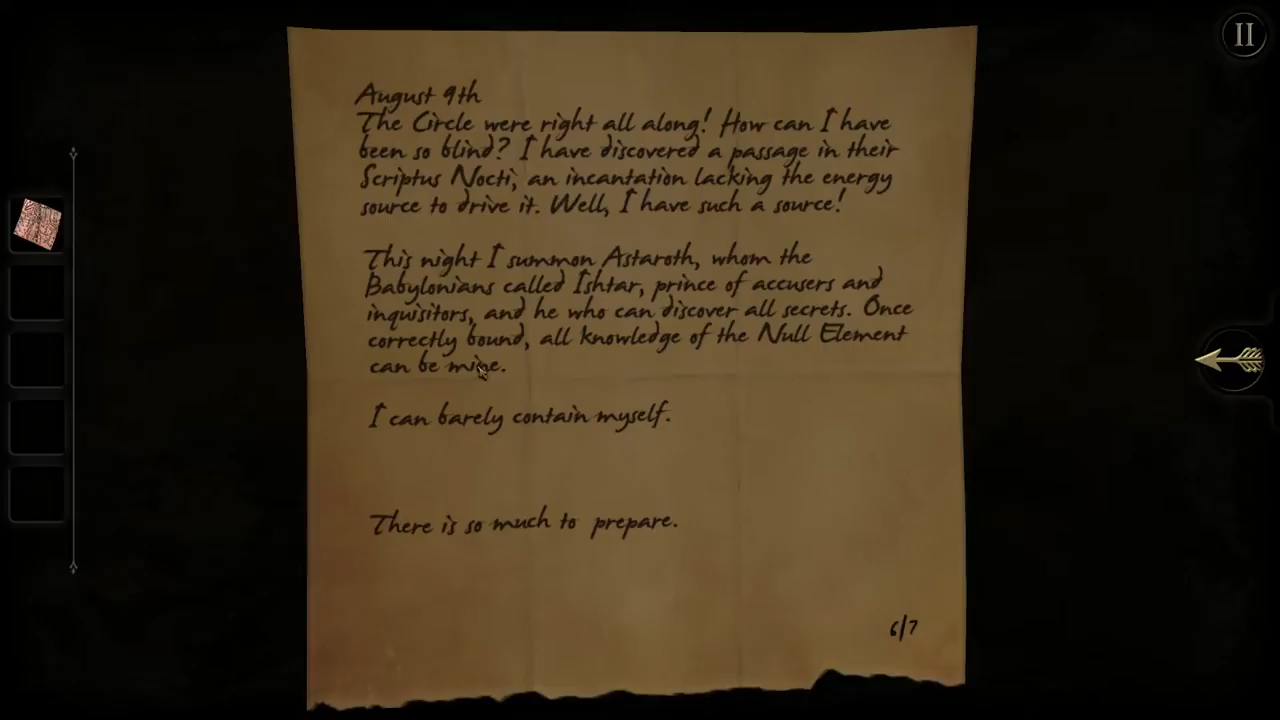 August 9th
The Circle were right all along! How can I have
been so blind? I have discovered a passage in their
Scriptus Nocti, an incantation lacking the energy
source to drive it. Well, I have such a source!
This night I summon Astaroth, whom the
Babylonians called Ishtar, prince of accusers and
inquisitors, and he who can discover all secrets. Once
correctly bound, all knowledge of the Null Element
can be mine.
I can barely contain myself.
There is so much to prepare.
6/7